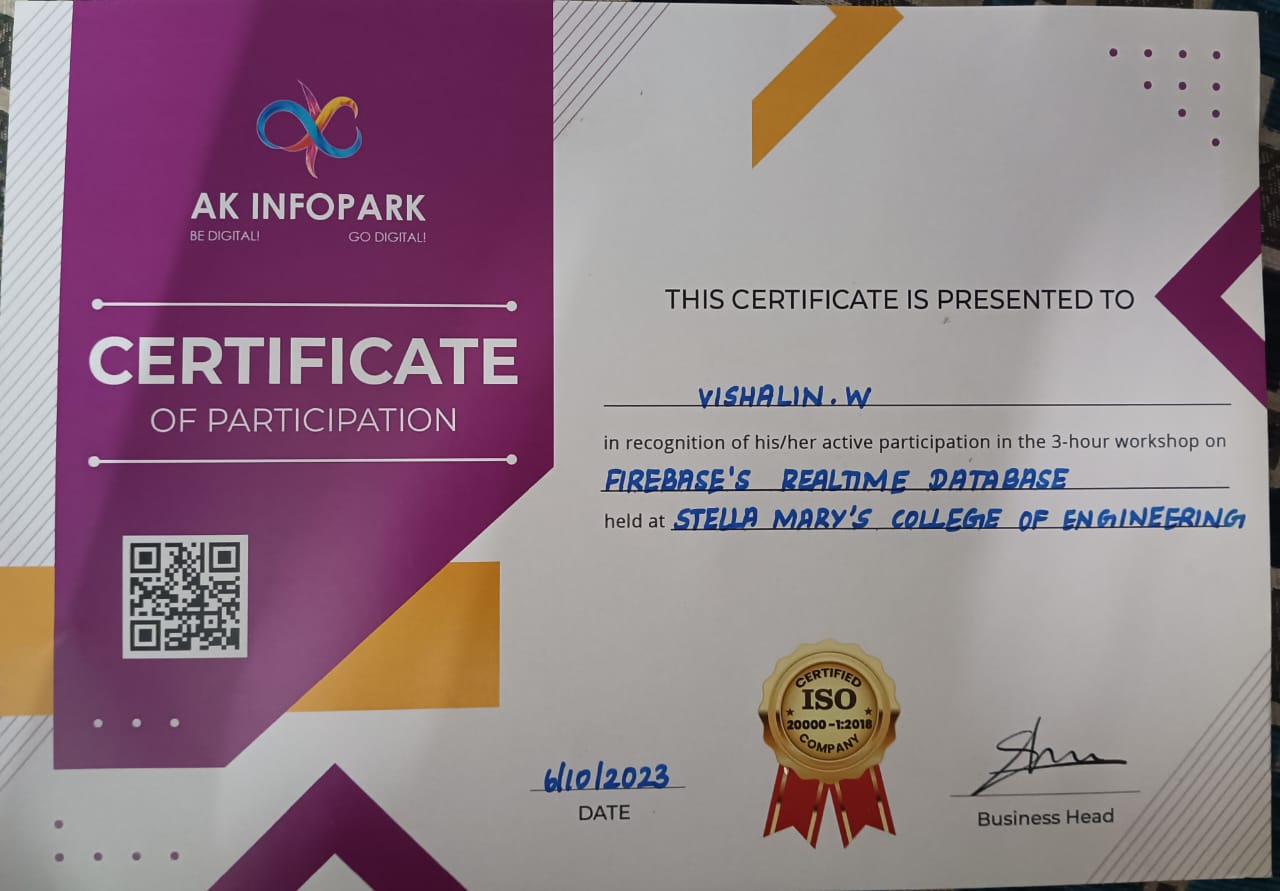 AK INFOPARK
BE DIGITAL! GO DIGITAL!
CERTIFICATE
OF PARTICIPATION
THIS CERTIFICATE IS PRESENTED TO
VISHALIN.W
in recognition of his/her active participation in the 3-hour workshop on
FIREBASE'S REALTIME DATABASE
held at STELLA MARY'S COLLEGE OF ENGINEERING
CERTIFIED
ISO
20000-1:2018
COMPANY
6/10/2023
DATE
Business Head